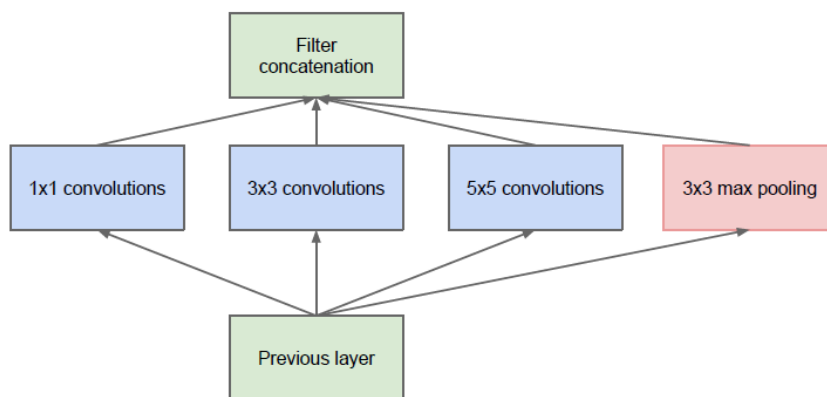 Filter
concatenation
1x1 convolutions
3x3 convolutions
5x5 convolutions
3x3 max pooling
Previous layer